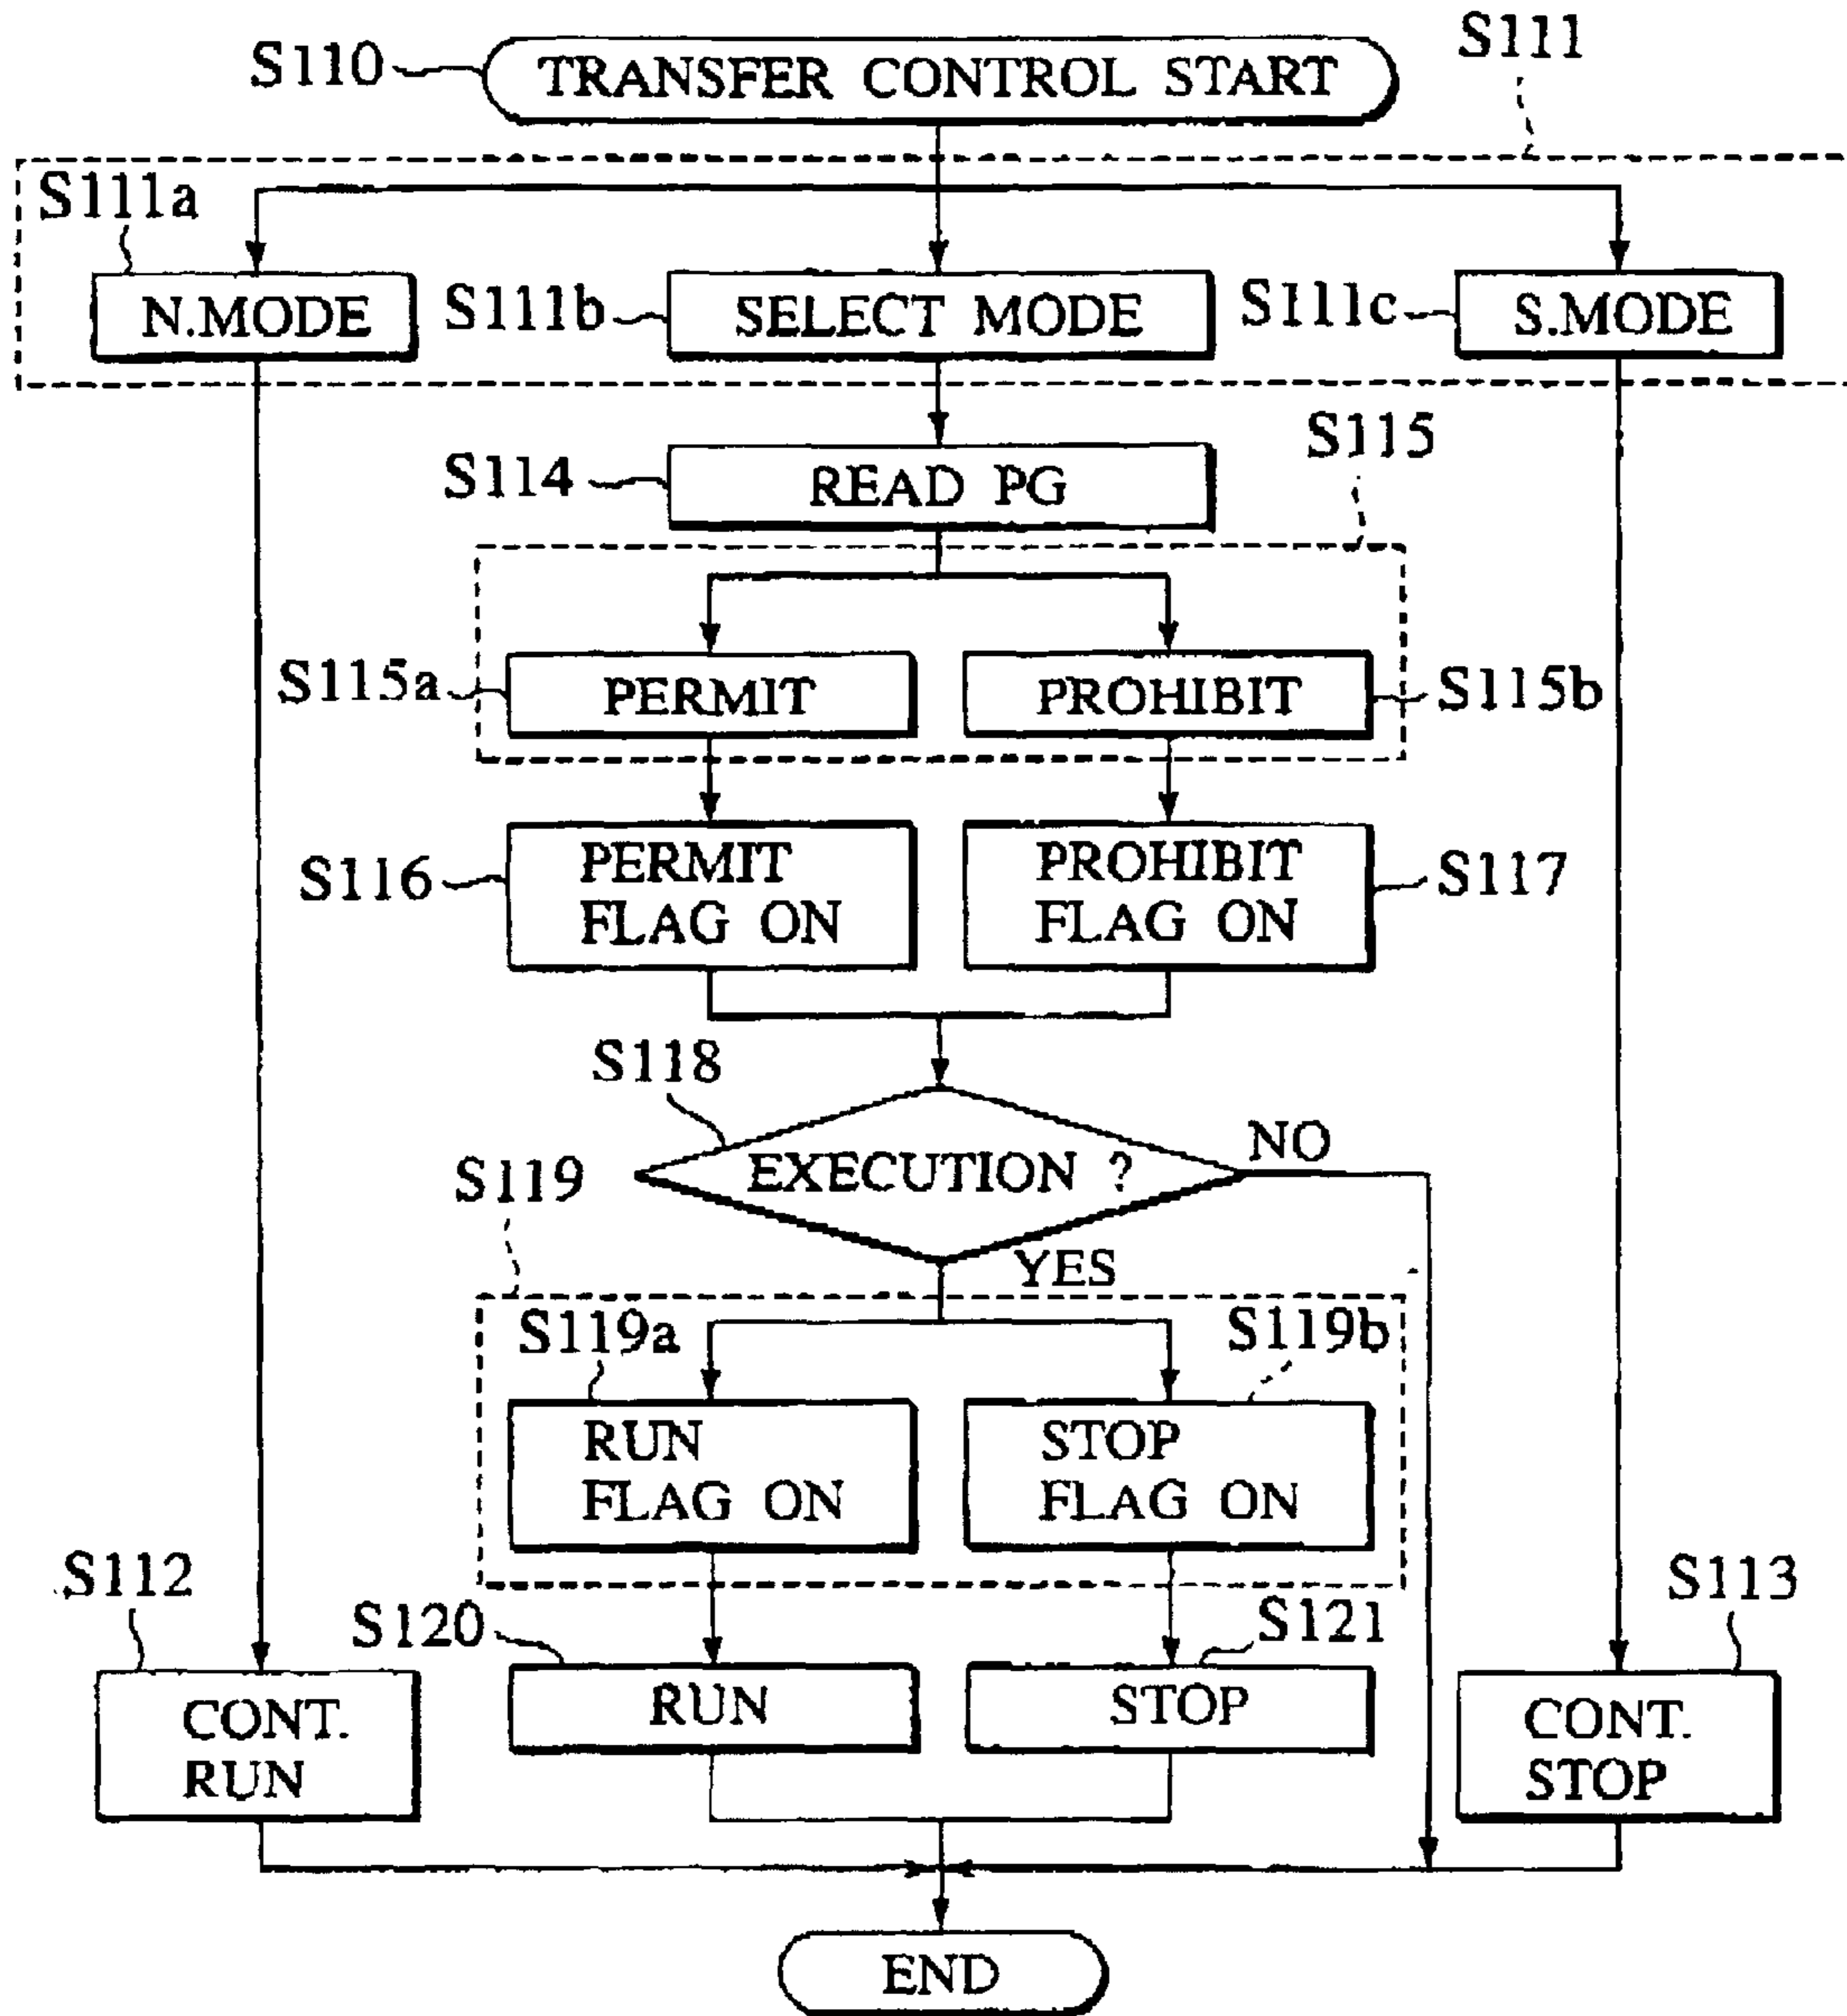 S111
S110
TRANSFER CONTROL START
S111a
N.MODE
S111b
SELECT MODE
S111c
S.MODE
S115
S114
READ PG
S115a
PERMIT
PROHIBIT
S115b
S116
PERMIT
FLAG ON
PROHIBIT
FLAG ON
S117
S118
EXECUTION ?
NO
YES
S119
S119a
S119b
RUN
FLAG ON
STOP
FLAG ON
S112
S113
S120
S121
CONT.
RUN
RUN
STOP
CONT.
STOP
END